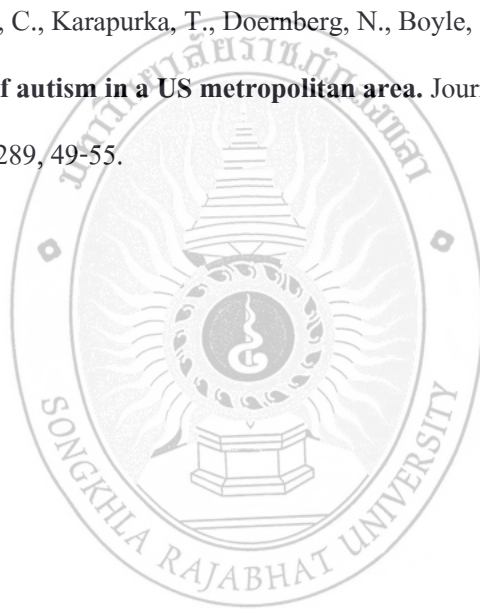 , C., Karapurka, T., Doernberg, N., Boyle,
f autism in a US metropolitan area. Jour
289, 49-55.
มหาวิทยาลัยราชภัฏสงขลา
SONGKHLA RAJABHAT UNIVERSITY